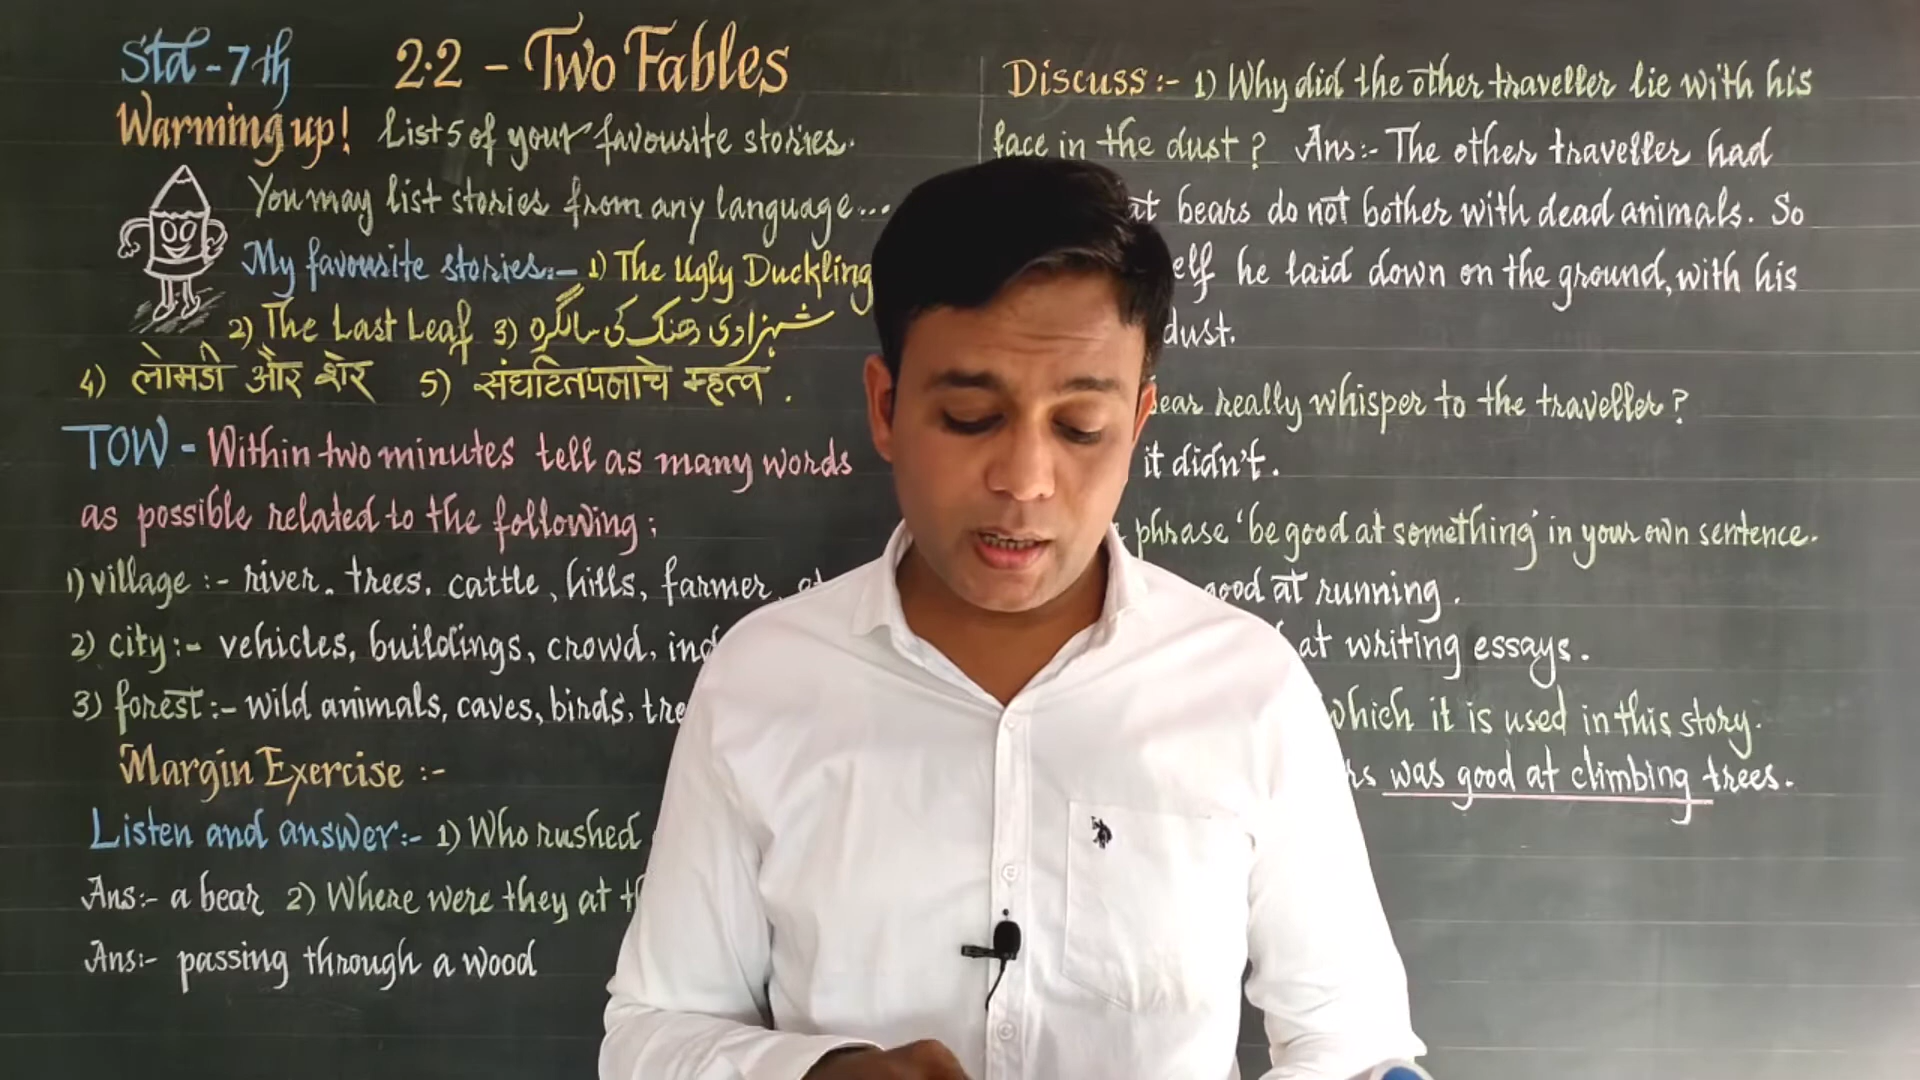 Std - 7th 2.2 - Two Fables
Warming up! List 5 of your favourite stories.
You may list stories from any language...
My favourite stories:- 1) The Ugly Duckling
2) The Last Leaf 3) شہزادی دھنک کی سالگرہ
4) लोमडी और शेर 5) संघटितपणाचे म्हत्व .
TOW - Within two minutes tell as many words
as possible related to the following ;
1) village :- river. trees. cattle, hills, farmer,
2) city :- vehicles, buildings, crowd,
3) forest :- wild animals, caves, birds,
Margin Exercise :-
Listen and answer:- 1) Who rushed
Ans:- a bear 2) Where were they at
Ans:- passing through a wood
Discuss :- 1) Why did the other traveller lie with his
face in the dust ? Ans:- The other traveller had
bears do not bother with dead animals. So
he laid down on the ground, with his
dust.
really whisper to the traveller ?
it didn't.
phrase 'be good at something' in your own sentence.
good at running.
at writing essays.
which it is used in this story.
was good at climbing trees.